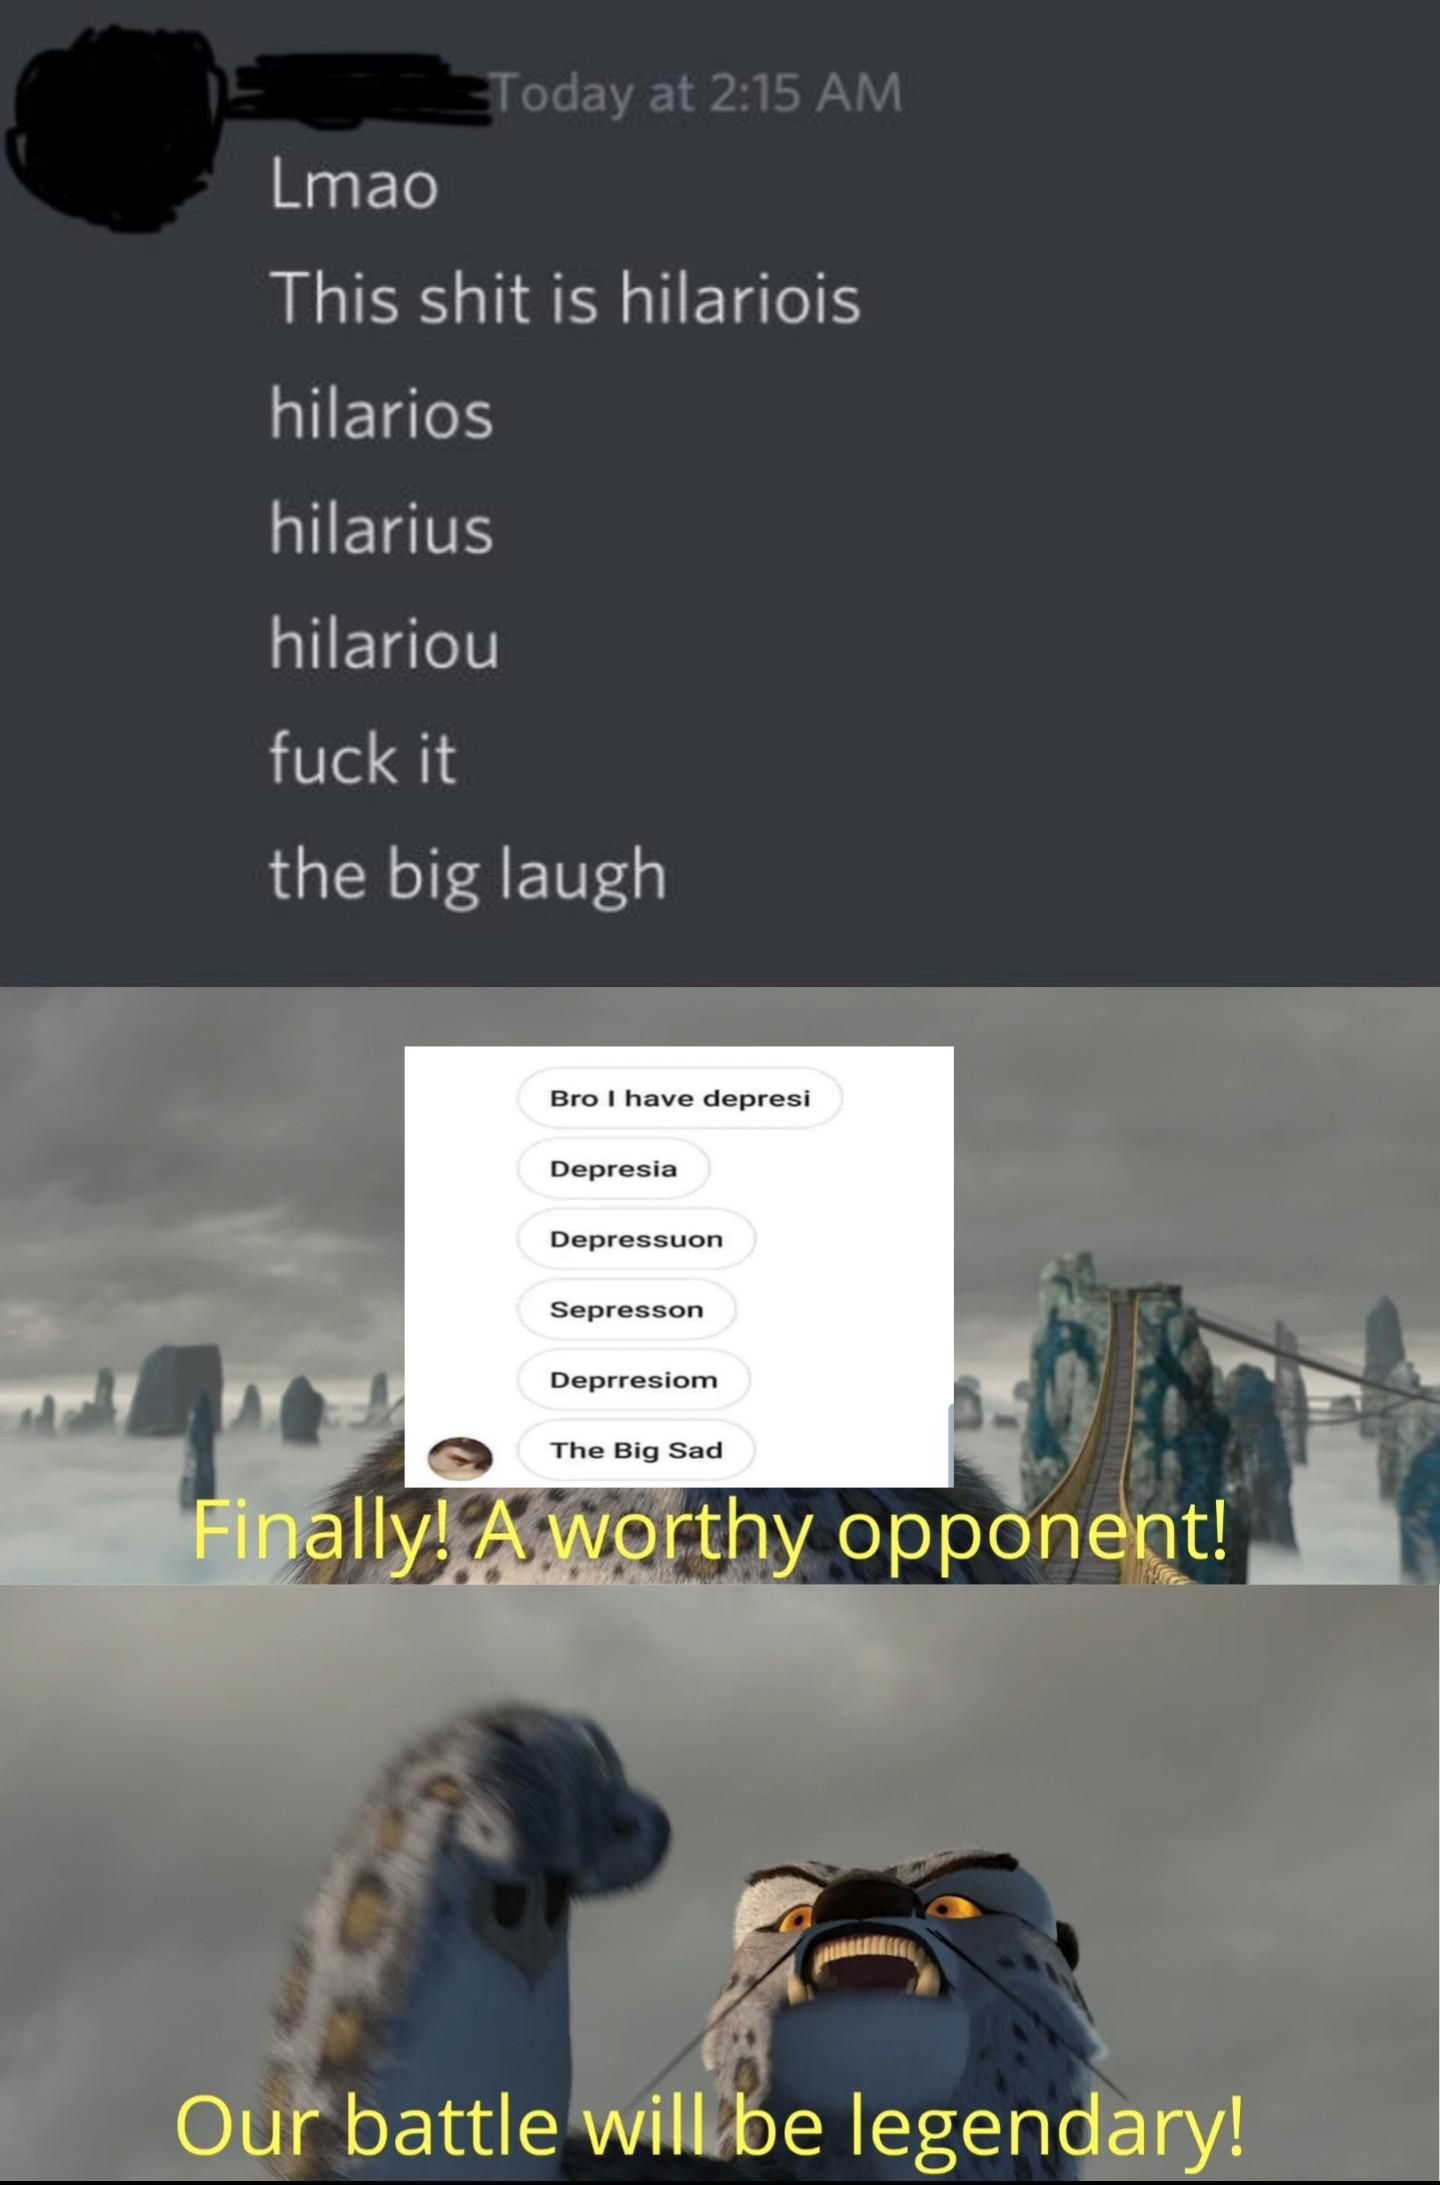 Today at 2:15 AM
Lmao
This shit is hilariois
hilarios
hilarius
hilariou
fuck it
the big laugh
Bro I have depresi
Depresia
Depressuon
Sepresson
Deprresiom
The Big Sad
Finally! A worthy opponent!
Our battle will be legendary!